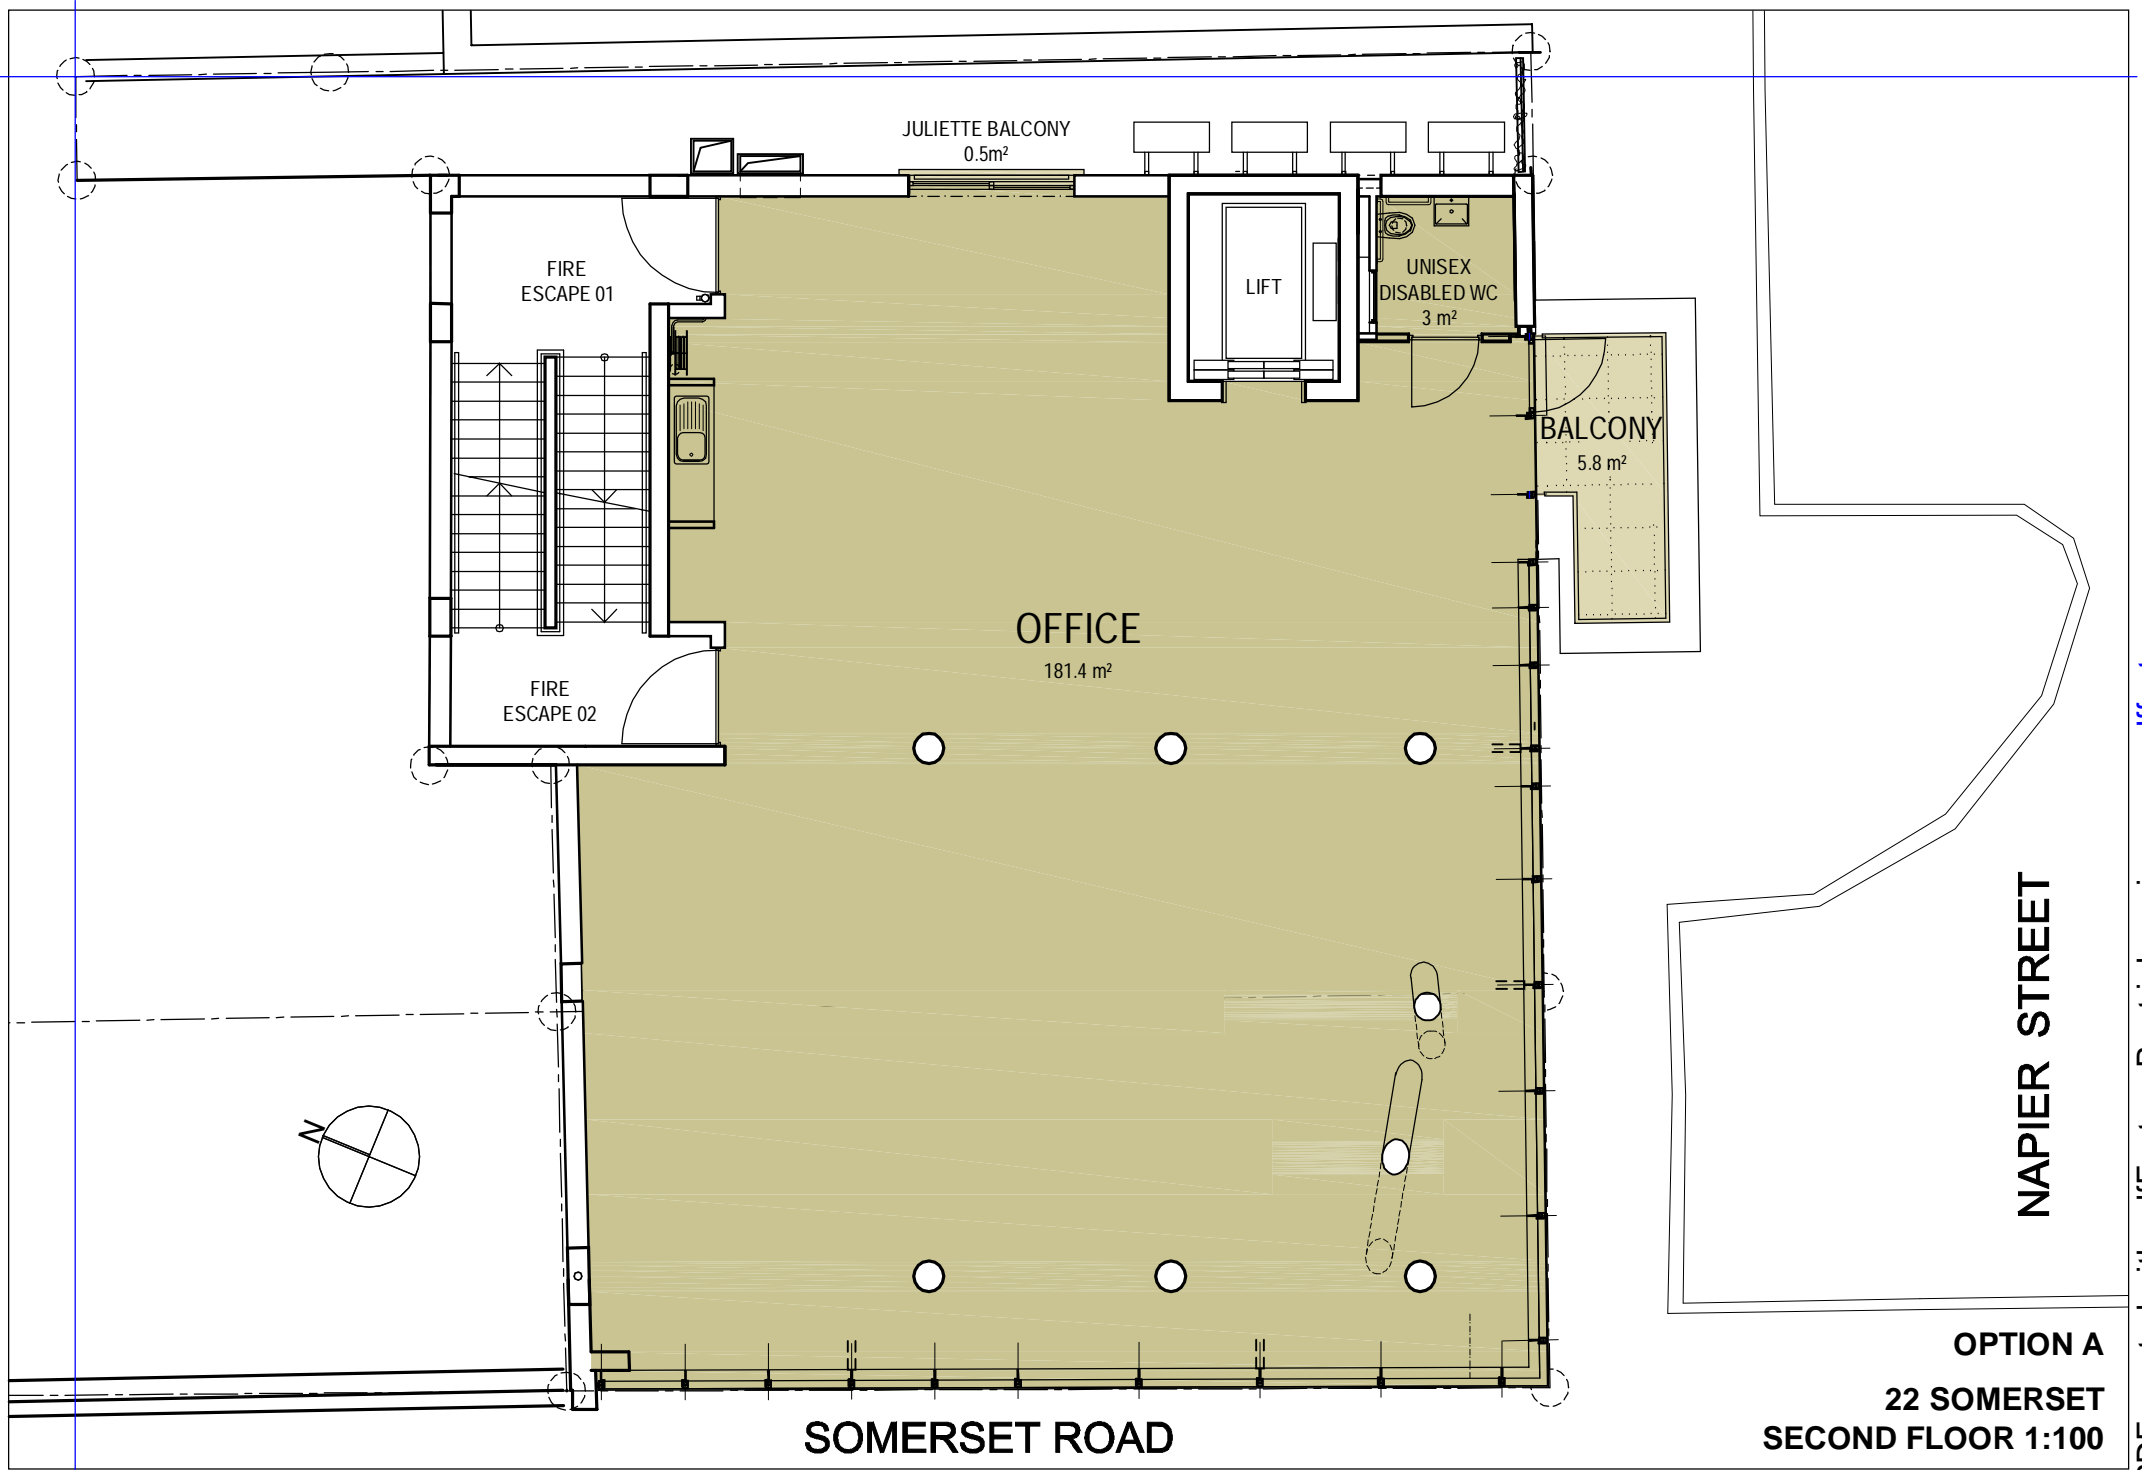 JULIETTE BALCONY
0.5m²
FIRE
ESCAPE 01
LIFT
UNISEX
DISABLED WC
3 m²
BALCONY
5.8 m²
OFFICE
181.4 m²
FIRE
ESCAPE 02
N
NAPIER STREET
SOMERSET ROAD
OPTION A
22 SOMERSET
SECOND FLOOR 1:100